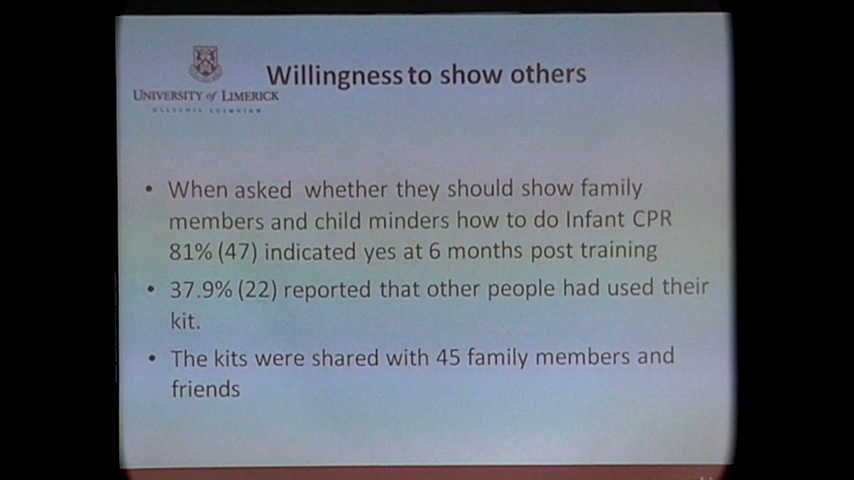 Willingness to show others
UNIVERSITY of LIMERICK
• When asked whether they should show family
members and child minders how to do Infant CPR
81% (47) indicated yes at 6 months post training
• 37.9% (22) reported that other people had used their
kit.
• The kits were shared with 45 family members and
friends